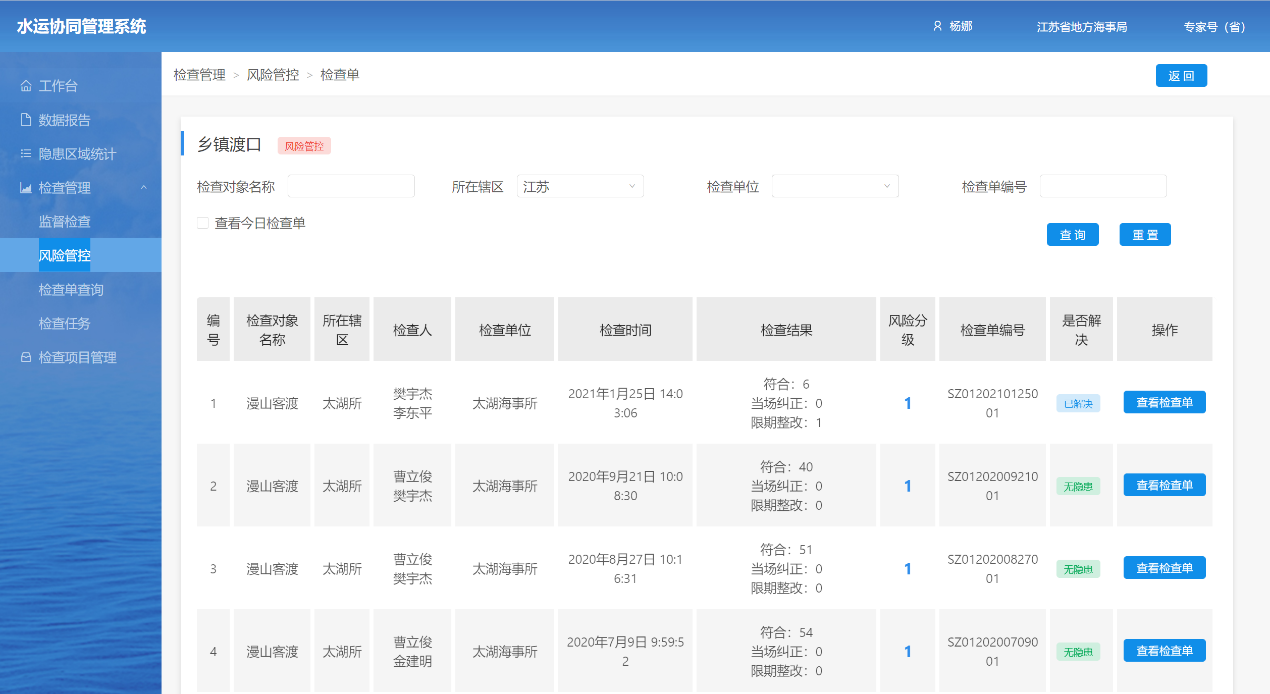 水运协同管理系统
杨娜
江苏省地方海事局
专家号（省）
工作台
数据报告
隐患区域统计
检查管理
监督检查
风险管控
检查单查询
检查任务
检查项目管理
检查管理 > 风险管控 > 检查单
返 回
乡镇渡口 风险管控
检查对象名称
所在辖区 江苏
检查单位
检查单编号
查看今日检查单
查 询 重 置
编号 检查对象名称 所在辖区 检查人 检查单位 检查时间 检查结果 风险分级 检查单编号 是否解决 操作
1 漫山客渡 太湖所
樊宇杰
李东平
太湖海事所
2021年1月25日 14:0
3:06
符合：6
当场纠正：0
限期整改：1
1
SZ01202101250
01
已解决 查看检查单
2 漫山客渡 太湖所
曹立俊
樊宇杰
太湖海事所
2020年9月21日 10:0
8:30
符合：40
当场纠正：0
限期整改：0
1
SZ01202009210
01
无隐患 查看检查单
3 漫山客渡 太湖所
曹立俊
樊宇杰
太湖海事所
2020年8月27日 10:1
6:31
符合：51
当场纠正：0
限期整改：0
1
SZ01202008270
01
无隐患 查看检查单
4 漫山客渡 太湖所
曹立俊
金建明
太湖海事所
2020年7月9日 9:59:5
2
符合：54
当场纠正：0
限期整改：0
1
SZ01202007090
01
无隐患 查看检查单